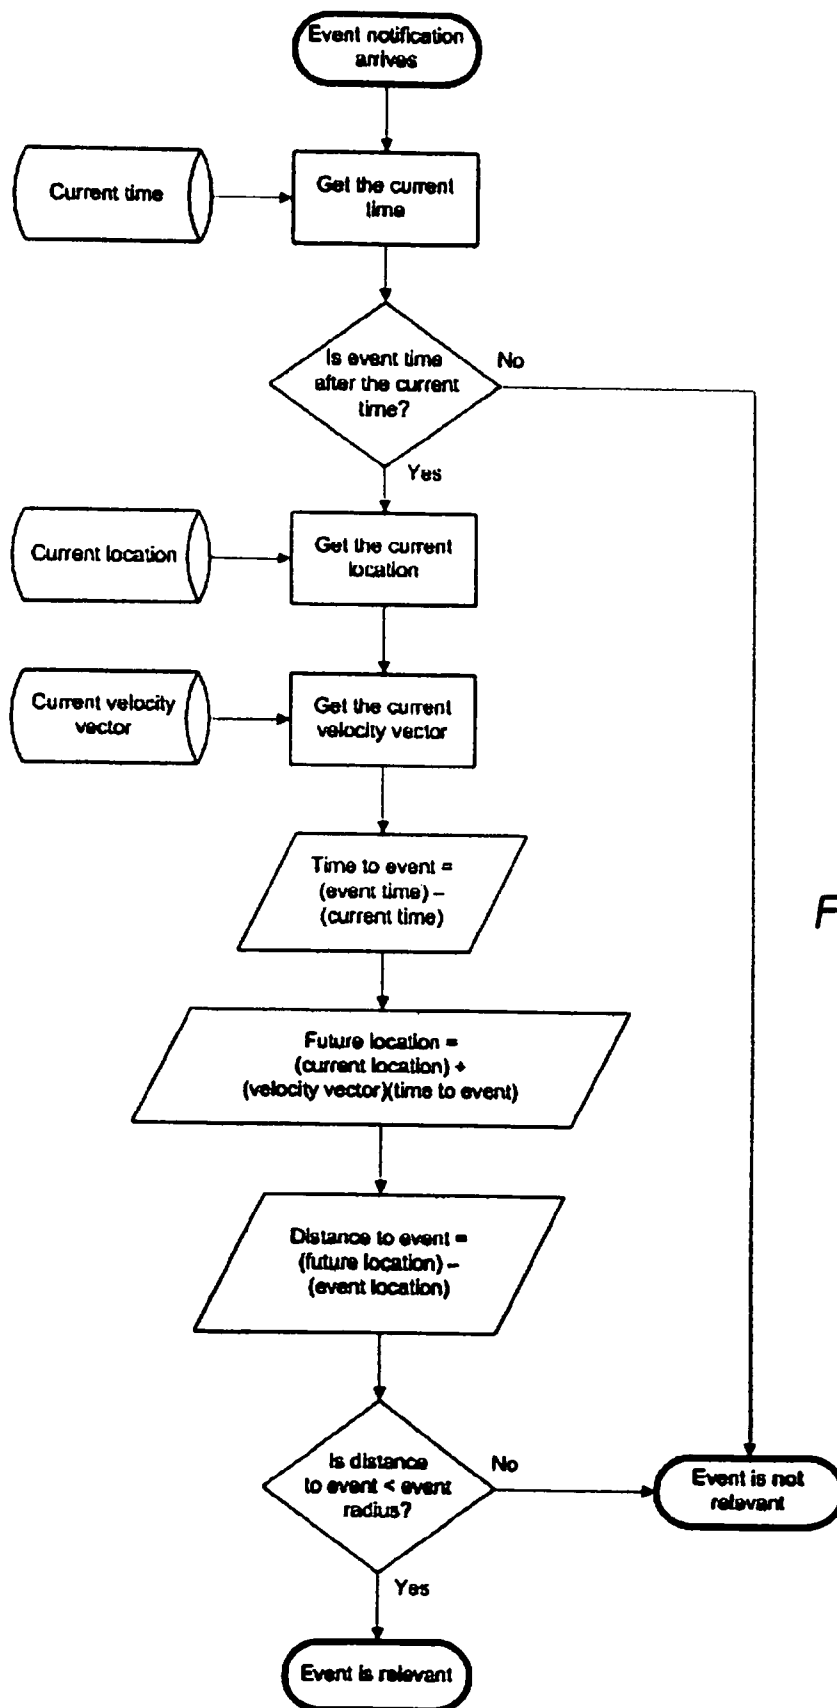 Event notification
arrives
Current time
Get the current
time
Is event time
after the current
time?
No
Yes
Current location
Get the current
location
Current velocity
vector
Get the current
velocity vector
Time to event =
(event time) –
(current time)
F
Future location =
(current location) +
(velocity vector)(time to event)
Distance to event =
(future location) –
(event location)
Is distance
to event < event
radius?
No
Event is not
relevant
Yes
Event is relevant